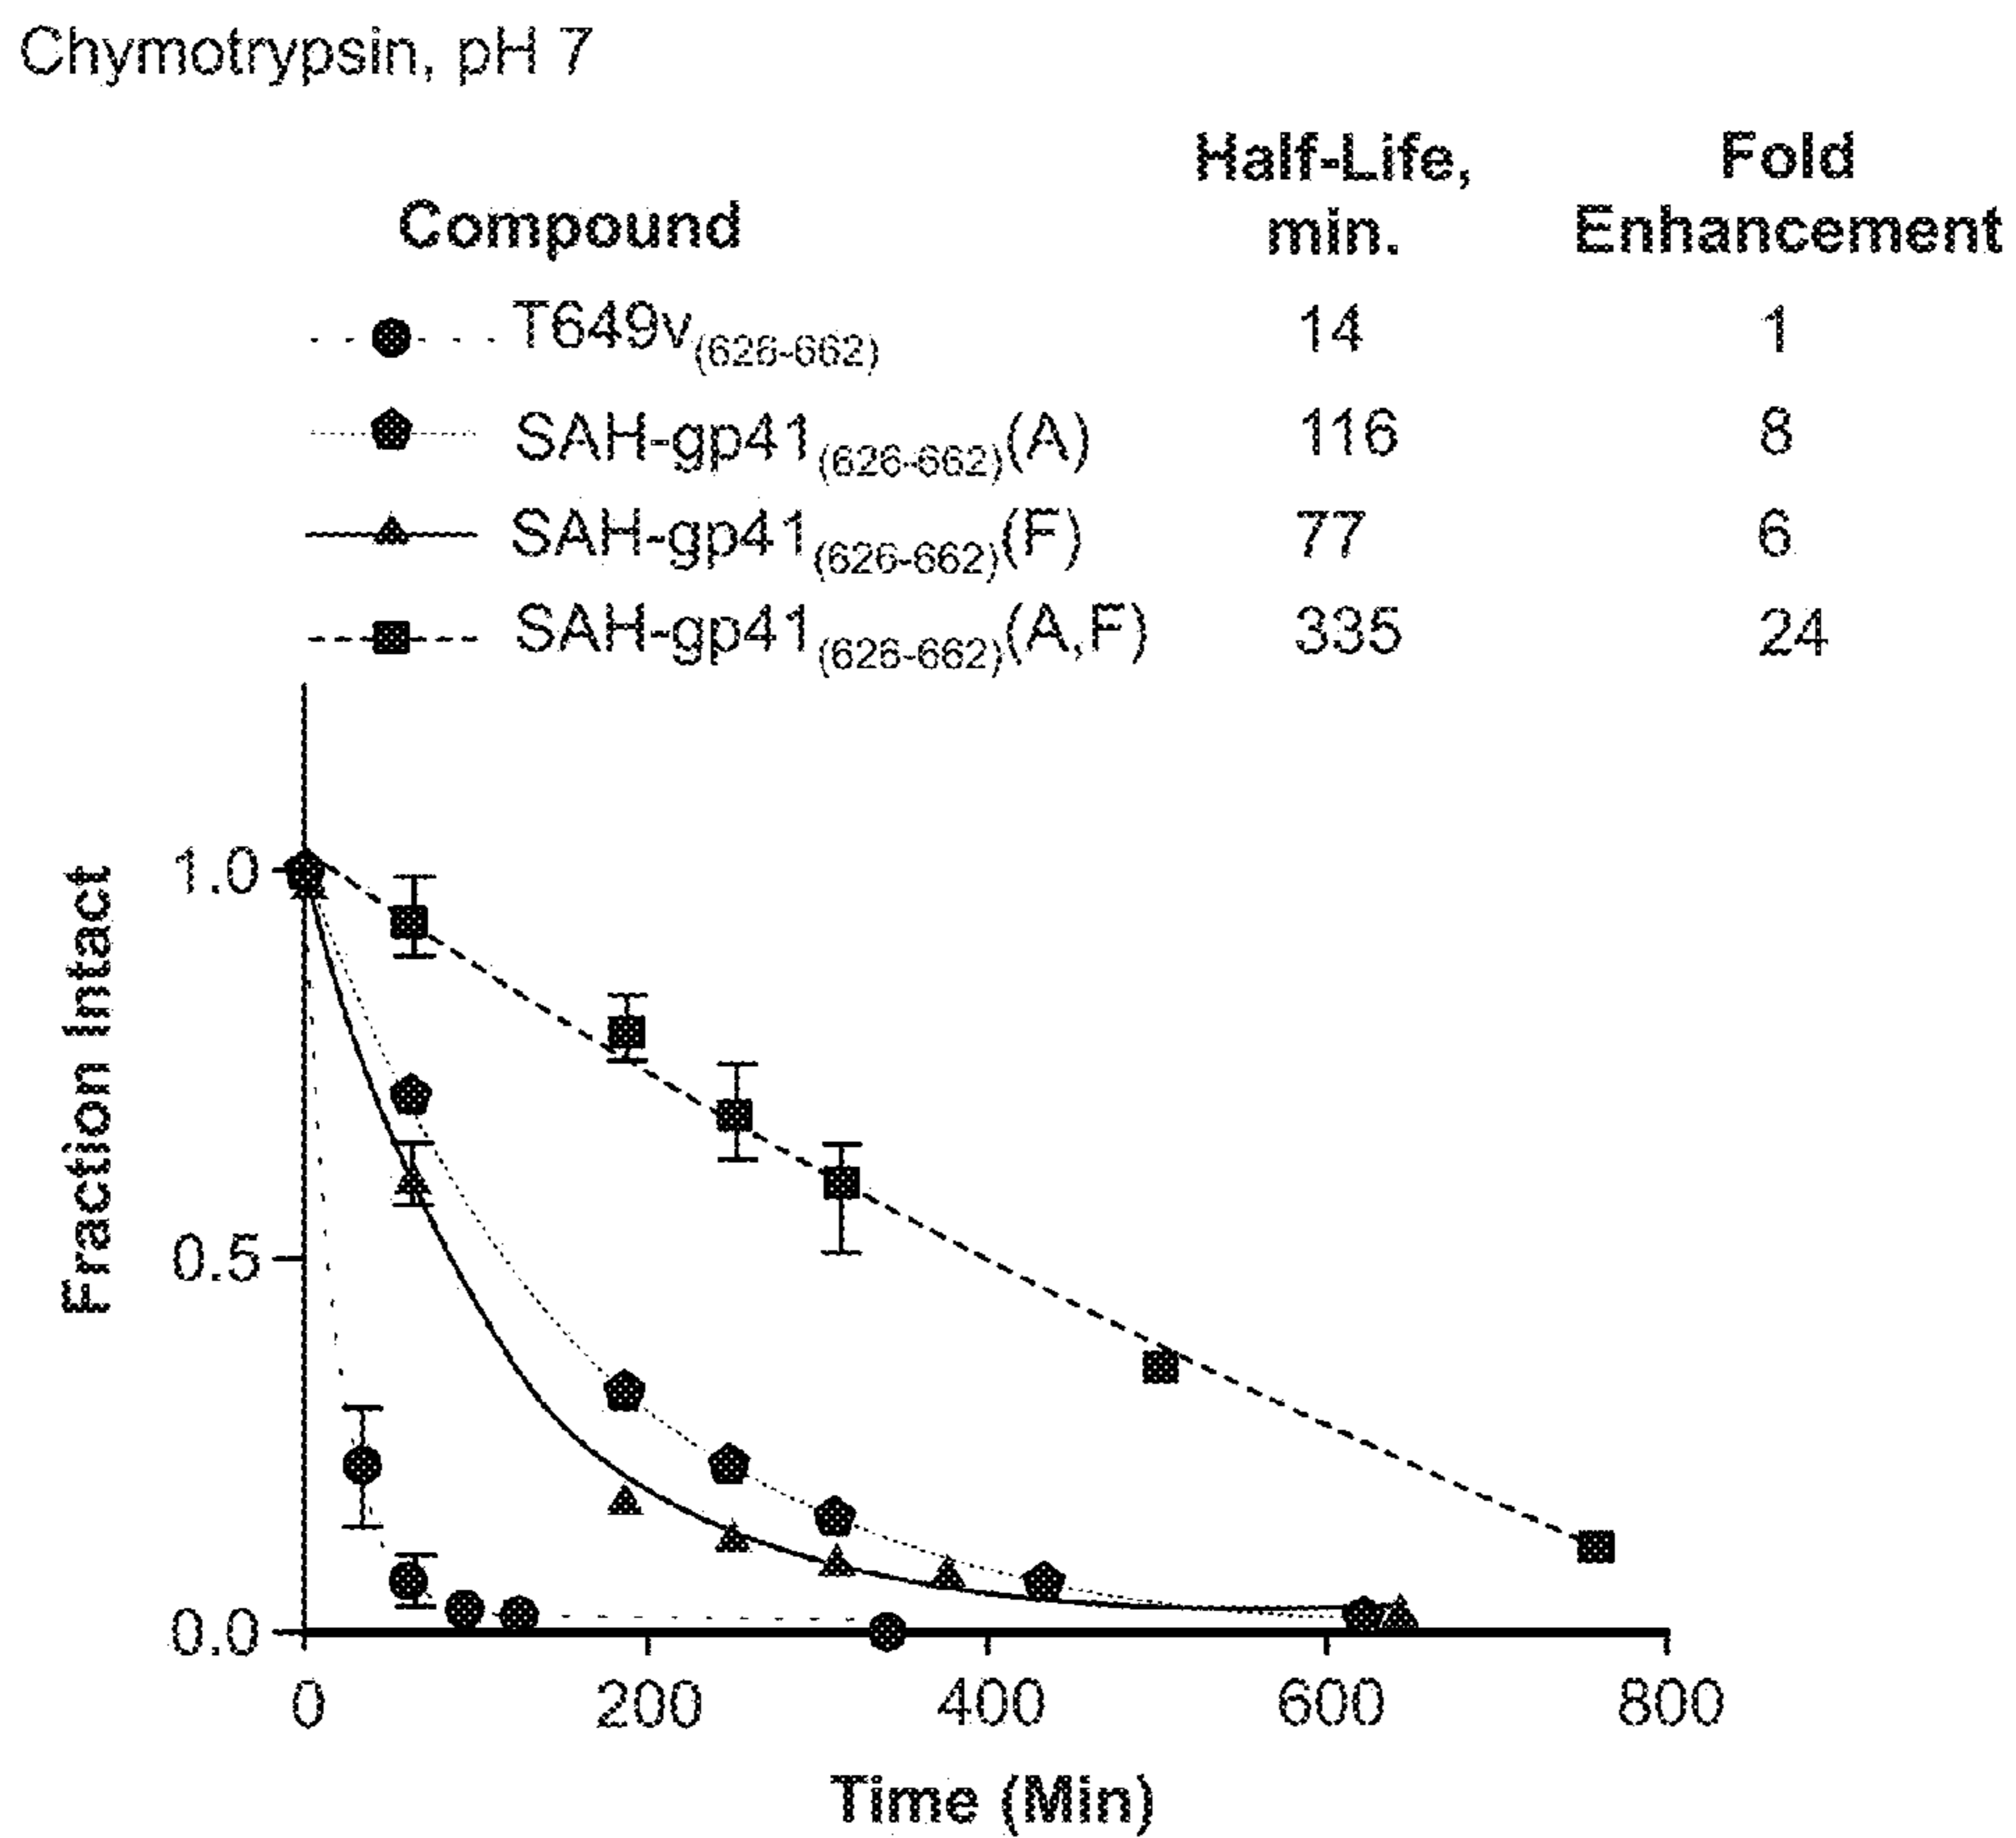 Chymotrypsin, pH 7
Compound Half-Life, min. Fold Enhancement
T649v(626-662) 14 1
SAH-gp41(626-662)(A) 116 8
SAH-gp41(626-662)(F) 77 6
SAH-gp41(626-662)(A,F) 335 24
Fraction Intact
1.0
0.5
0.0
0 200 400 600 800
Time (Min)